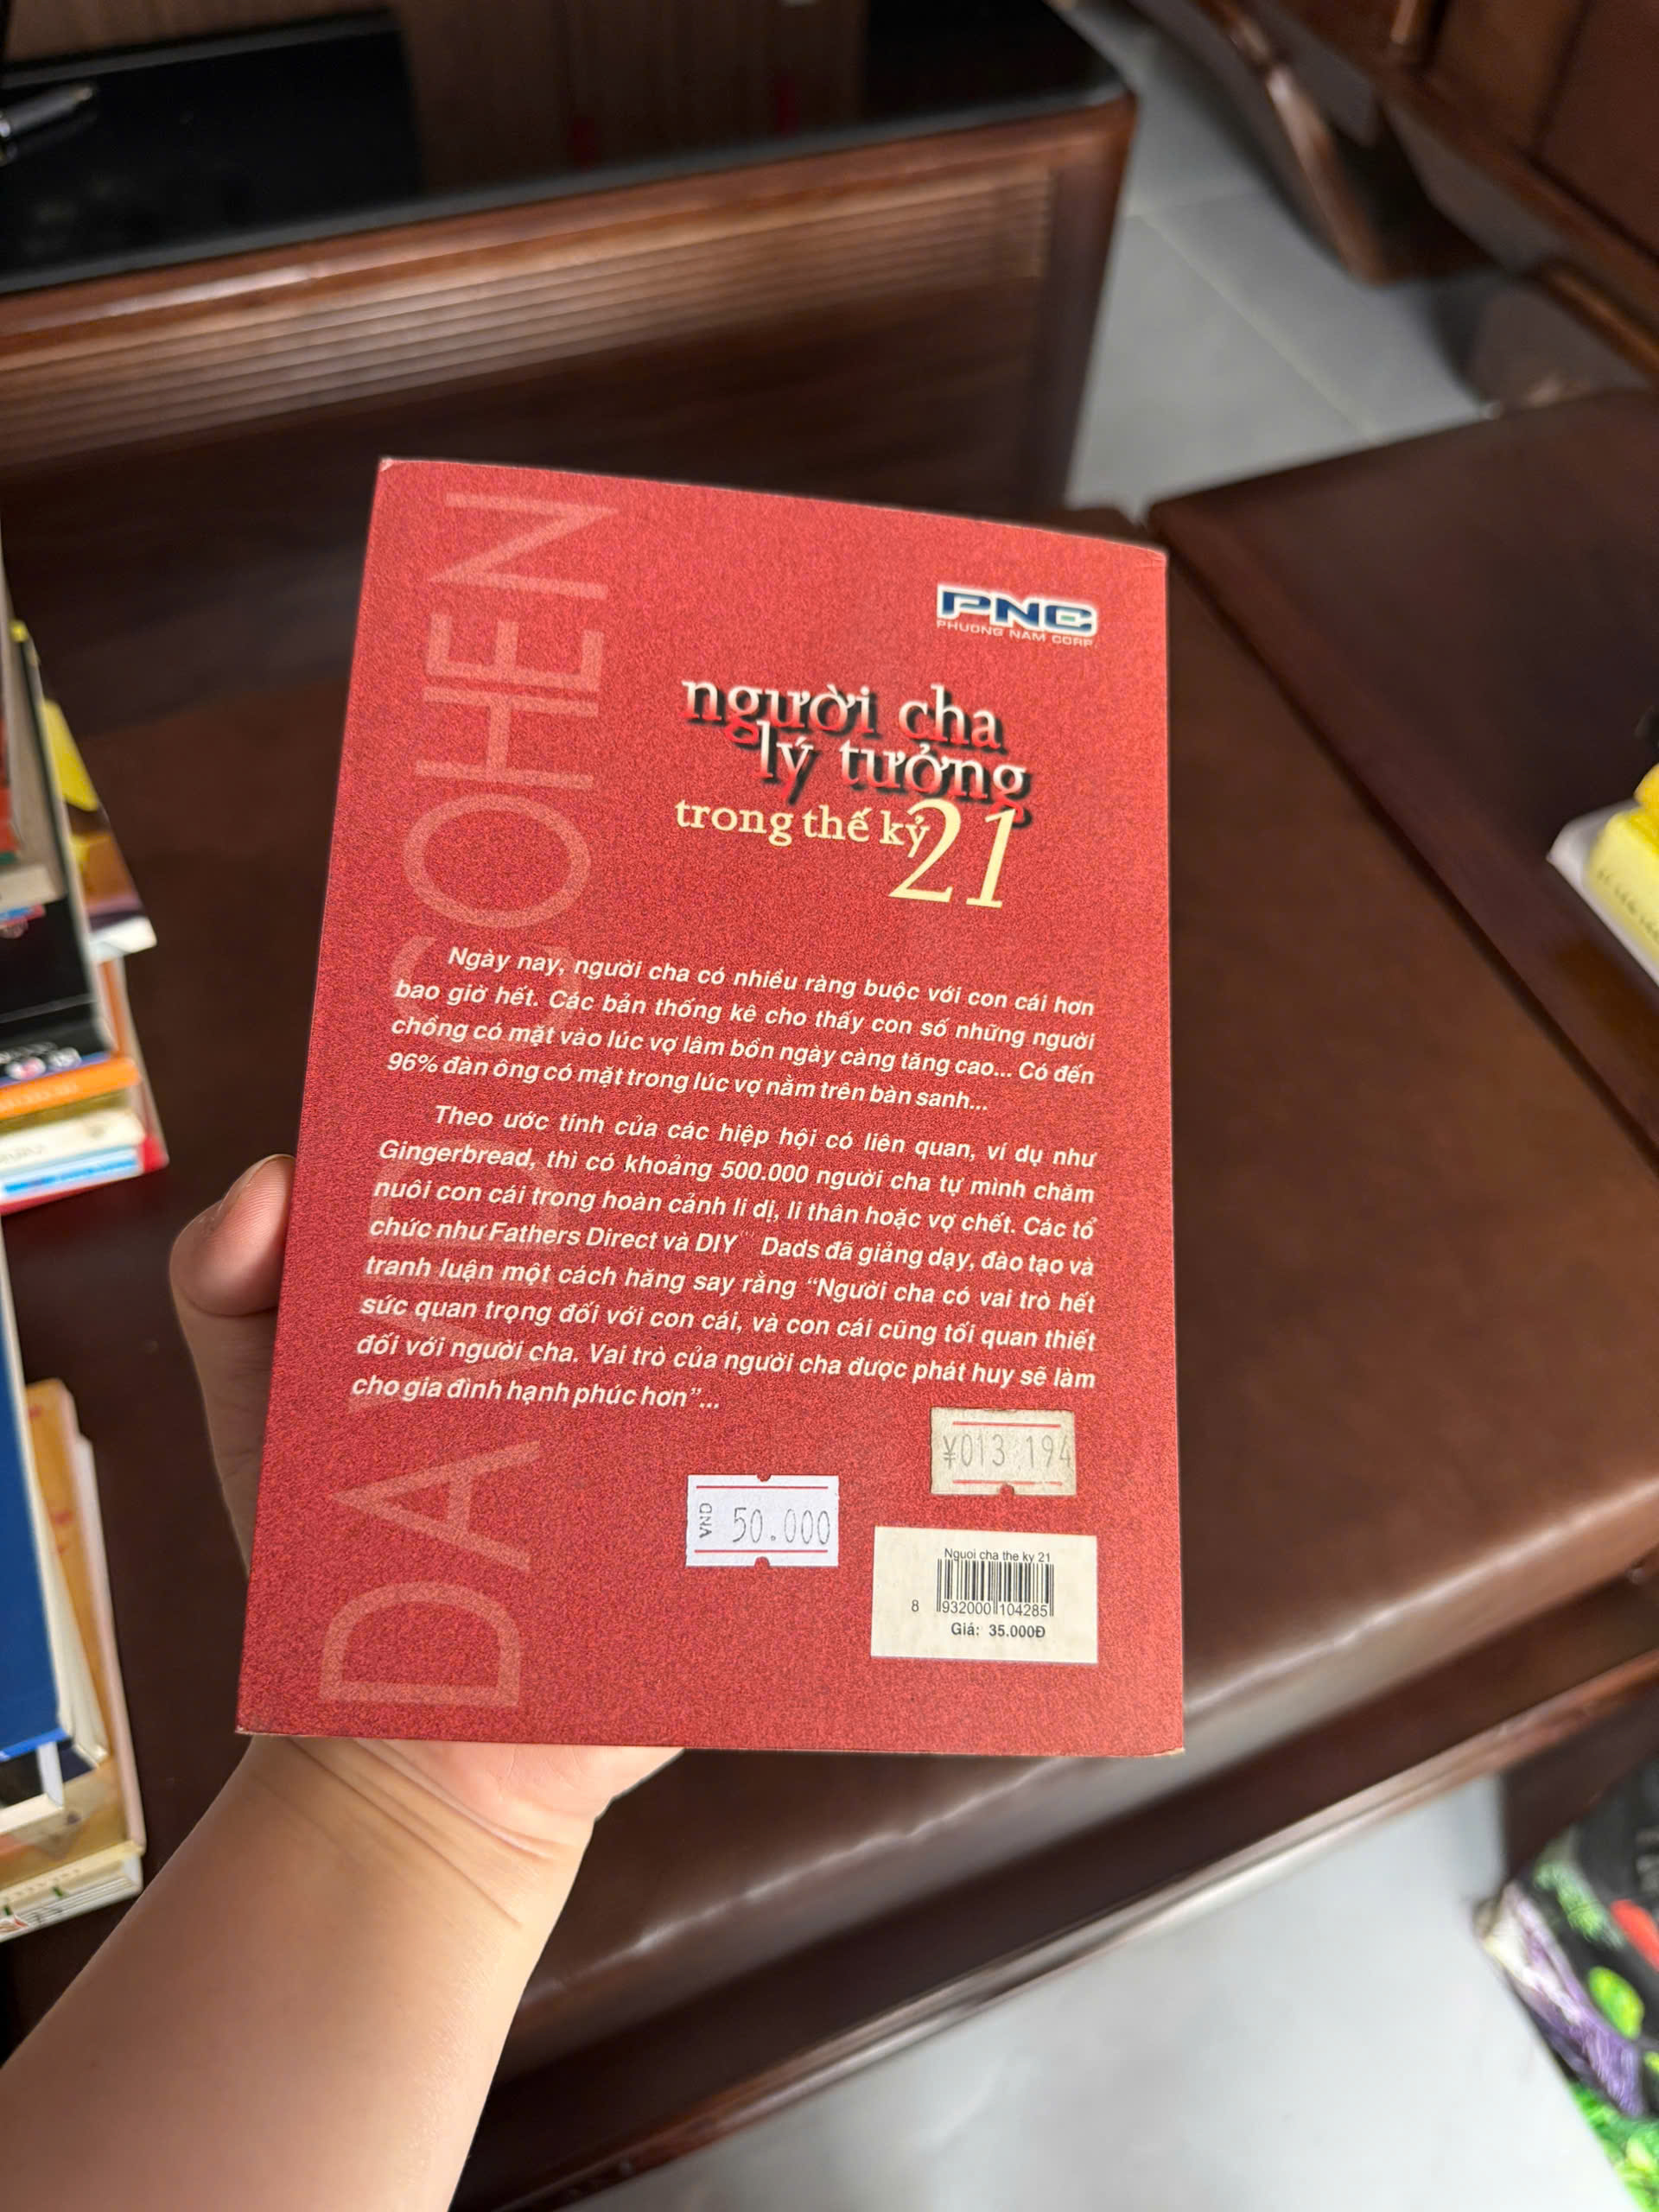 DAVID COHEN
PNC
PHUONG NAM CORP
người cha
lý tưởng
trong thế kỷ 21
Ngày nay, người cha có nhiều ràng buộc với con cái hơn
bao giờ hết. Các bản thống kê cho thấy con số những người
chồng có mặt vào lúc vợ lâm bồn ngày càng tăng cao... Có đến
96% đàn ông có mặt trong lúc vợ nằm trên bàn sanh...
Theo ước tính của các hiệp hội có liên quan, ví dụ như
Gingerbread, thì có khoảng 500.000 người cha tự mình chăm
nuôi con cái trong hoàn cảnh li dị, li thân hoặc vợ chết. Các tổ
chức như Fathers Direct và DIY Dads đã giảng dạy, đào tạo và
tranh luận một cách hăng say rằng “Người cha có vai trò hết
sức quan trọng đối với con cái, và con cái cũng tối quan thiết
đối với người cha. Vai trò của người cha được phát huy sẽ làm
cho gia đình hạnh phúc hơn”...
¥013 194
VND 50.000
Nguoi cha the ky 21
8 932000 104285
Giá: 35.000Đ